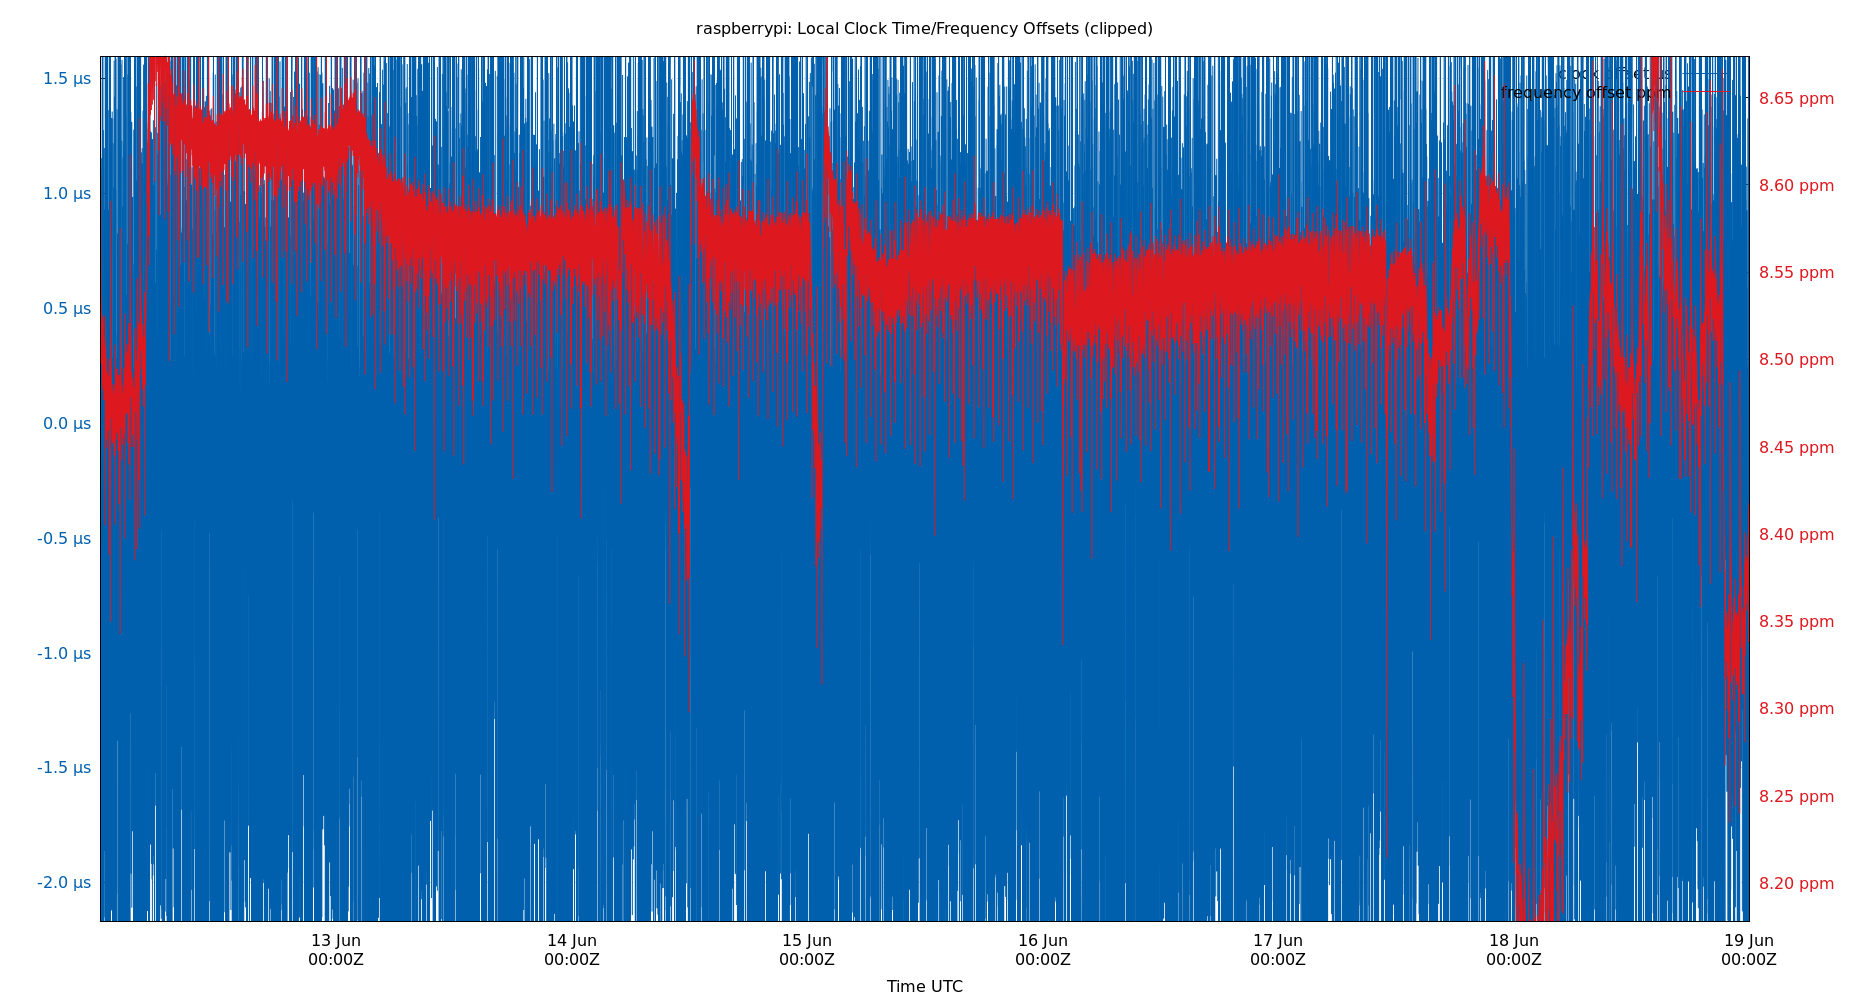 raspberrypi: Local Clock Time/Frequency Offsets (clipped)
clock offset µs
frequency offset ppm
1.5 µs
1.0 µs
0.5 µs
0.0 µs
-0.5 µs
-1.0 µs
-1.5 µs
-2.0 µs
8.65 ppm
8.60 ppm
8.55 ppm
8.50 ppm
8.45 ppm
8.40 ppm
8.35 ppm
8.30 ppm
8.25 ppm
8.20 ppm
13 Jun
00:00Z
14 Jun
00:00Z
15 Jun
00:00Z
16 Jun
00:00Z
17 Jun
00:00Z
18 Jun
00:00Z
19 Jun
00:00Z
Time UTC